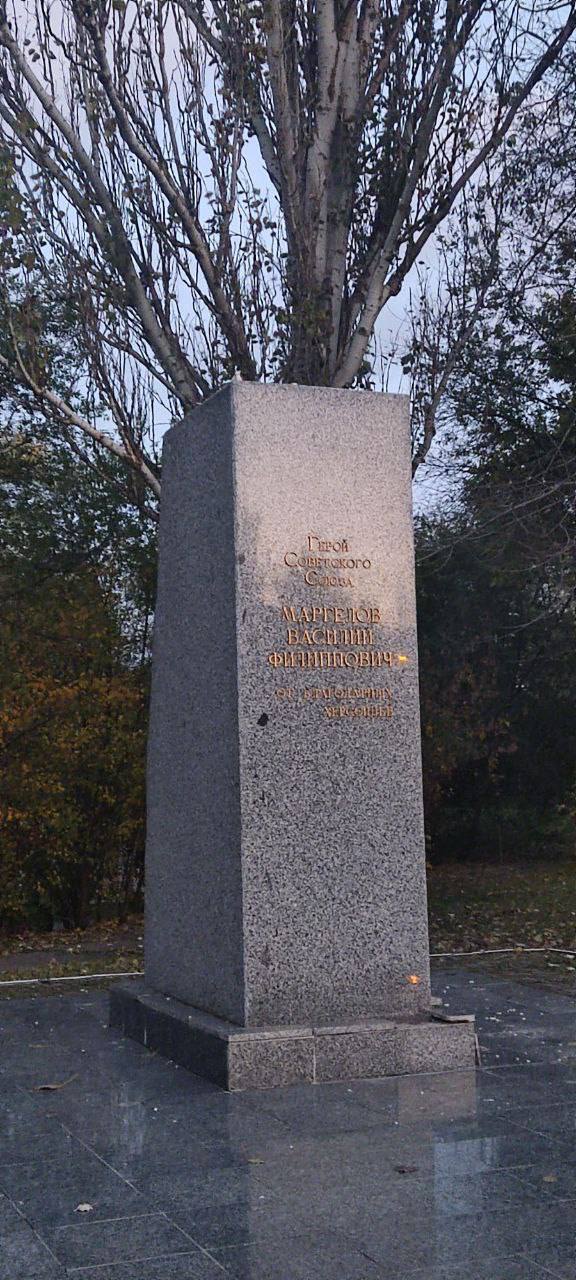 Герой
Советского
Союза
МАРГЕЛОВ
ВАСИЛИЙ
ФИЛИППОВИЧ
ОТ БЛАГОДАРНЫХ
ХЕРСОНЦЕВ